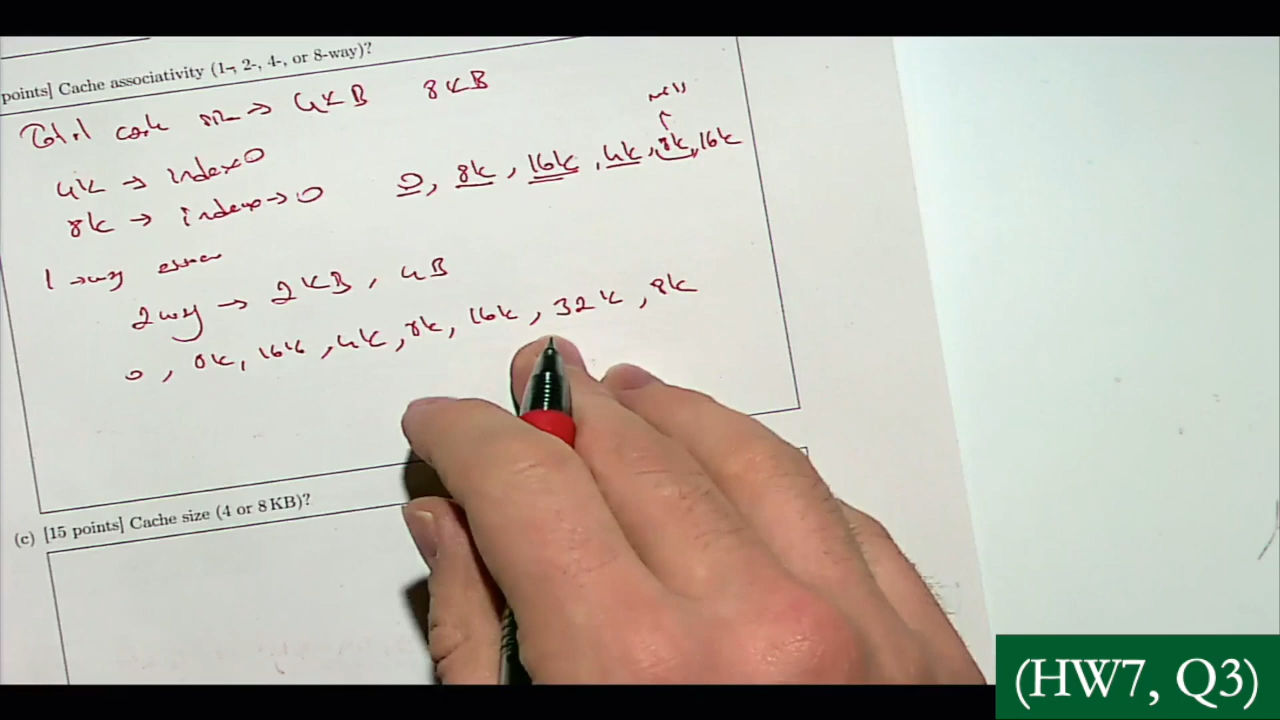 points] Cache associativity (1-, 2-, 4-, or 8-way)?
Total cache size → 4KB 8KB
4K → index 0
8K → index → 0
miss
0, 8k, 16k, 4k, 8k, 16k
1 →way
2 way → 2KB, 4B
0, 8k, 16k, 4k, 8k, 16k, 32k, 8k
(c) [15 points] Cache size (4 or 8 KB)?
(HW7, Q3)